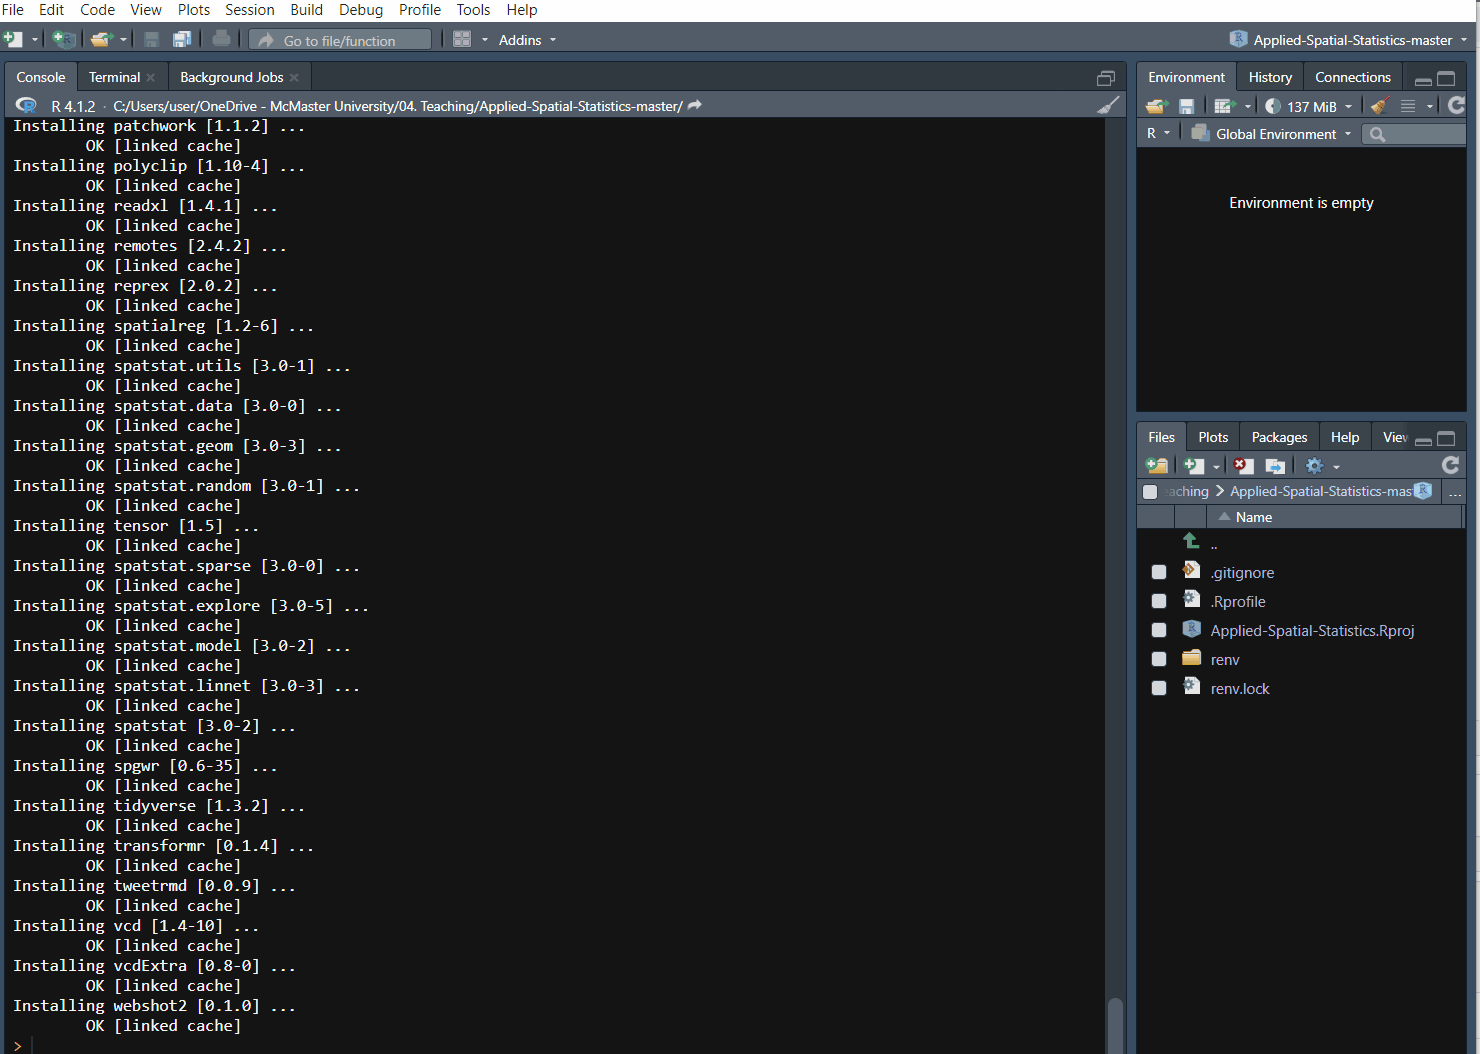 File Edit Code View Plots Session Build Debug Profile Tools Help
Go to file/function Addins Applied-Spatial-Statistics-master
Console Terminal Background Jobs
R 4.1.2 · C:/Users/user/OneDrive - McMaster University/04. Teaching/Applied-Spatial-Statistics-master/
Installing patchwork [1.1.2] ...
OK [linked cache]
Installing polyclip [1.10-4] ...
OK [linked cache]
Installing readxl [1.4.1] ...
OK [linked cache]
Installing remotes [2.4.2] ...
OK [linked cache]
Installing reprex [2.0.2] ...
OK [linked cache]
Installing spatialreg [1.2-6] ...
OK [linked cache]
Installing spatstat.utils [3.0-1] ...
OK [linked cache]
Installing spatstat.data [3.0-0] ...
OK [linked cache]
Installing spatstat.geom [3.0-3] ...
OK [linked cache]
Installing spatstat.random [3.0-1] ...
OK [linked cache]
Installing tensor [1.5] ...
OK [linked cache]
Installing spatstat.sparse [3.0-0] ...
OK [linked cache]
Installing spatstat.explore [3.0-5] ...
OK [linked cache]
Installing spatstat.model [3.0-2] ...
OK [linked cache]
Installing spatstat.linnet [3.0-3] ...
OK [linked cache]
Installing spatstat [3.0-2] ...
OK [linked cache]
Installing spgwr [0.6-35] ...
OK [linked cache]
Installing tidyverse [1.3.2] ...
OK [linked cache]
Installing transformr [0.1.4] ...
OK [linked cache]
Installing tweetrmd [0.0.9] ...
OK [linked cache]
Installing vcd [1.4-10] ...
OK [linked cache]
Installing vcdExtra [0.8-0] ...
OK [linked cache]
Installing webshot2 [0.1.0] ...
OK [linked cache]
>
Environment History Connections
137 MiB
R Global Environment
Environment is empty
Files Plots Packages Help Viev
aching > Applied-Spatial-Statistics-mas ...
Name
..
.gitignore
.Rprofile
Applied-Spatial-Statistics.Rproj
renv
renv.lock